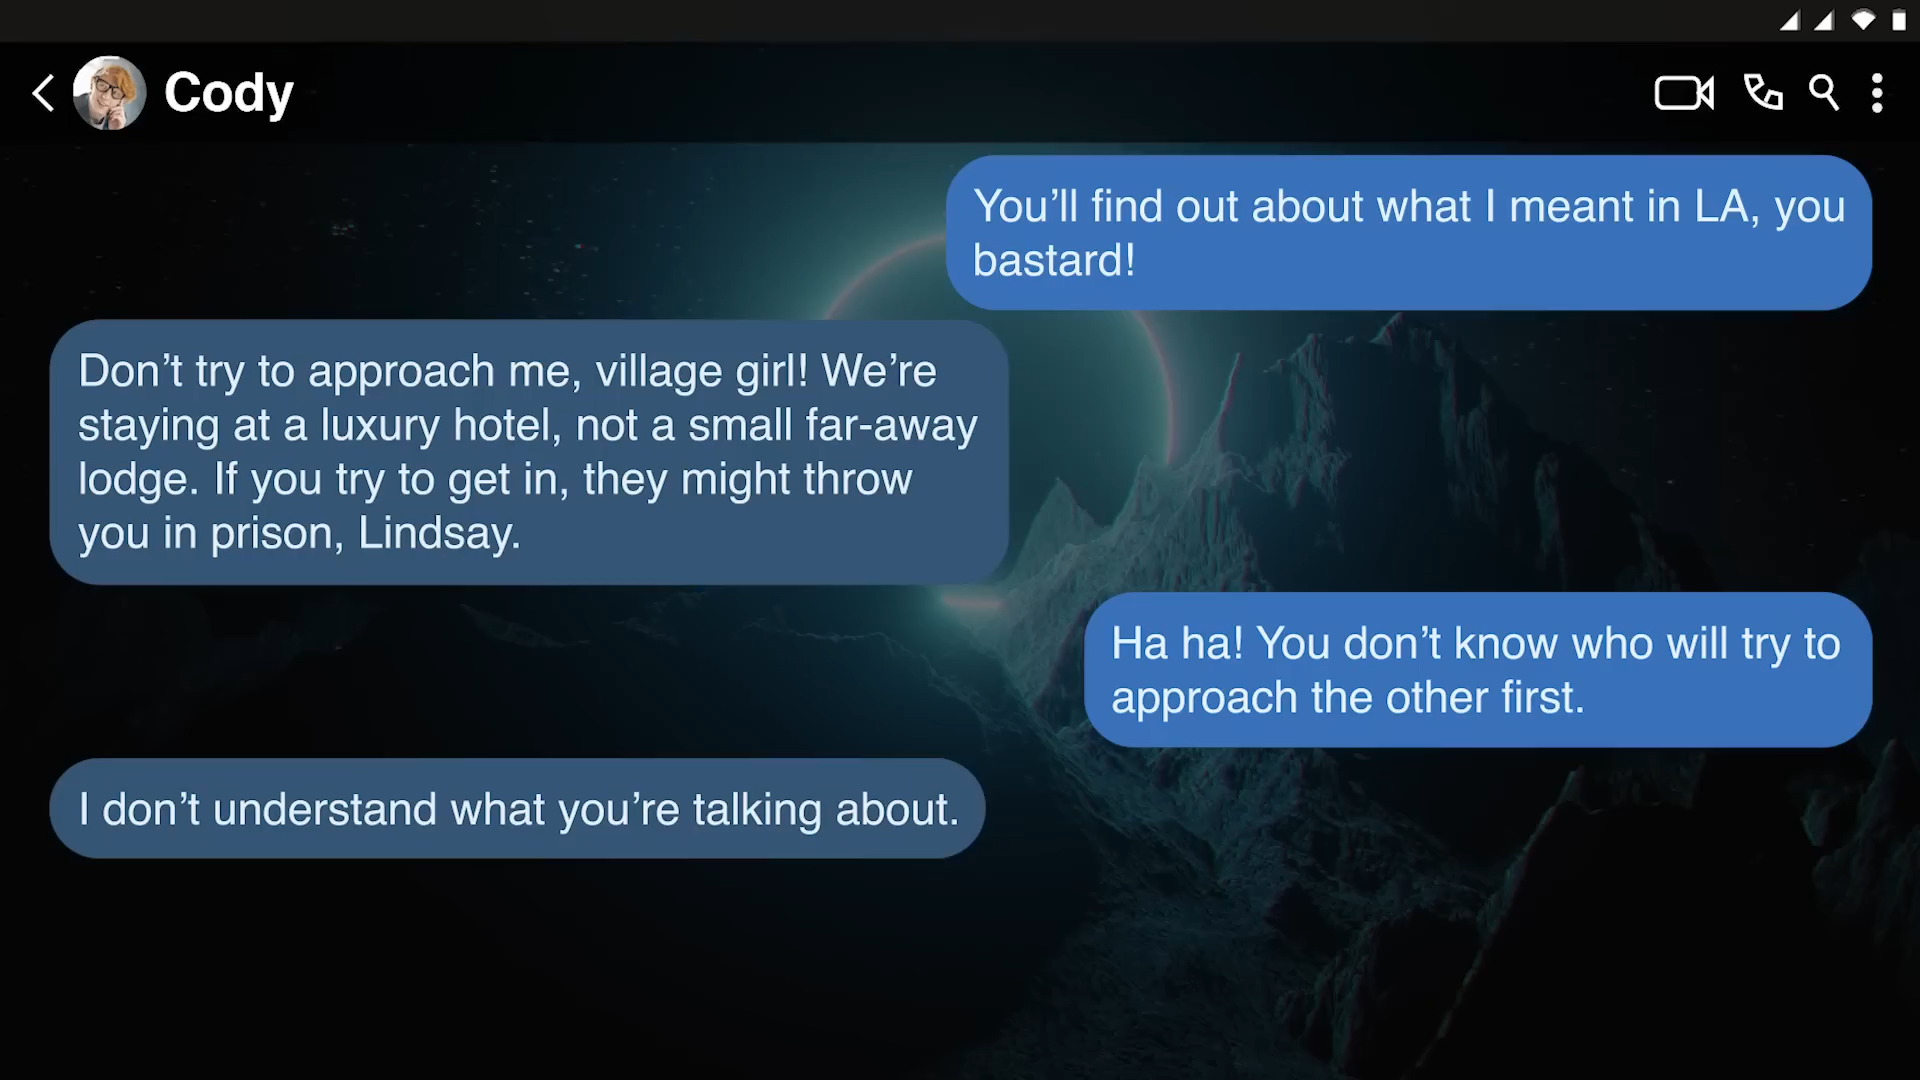 Cody
You’ll find out about what I meant in LA, you
bastard!
Don’t try to approach me, village girl! We’re
staying at a luxury hotel, not a small far-away
lodge. If you try to get in, they might throw
you in prison, Lindsay.
Ha ha! You don’t know who will try to
approach the other first.
I don’t understand what you’re talking about.